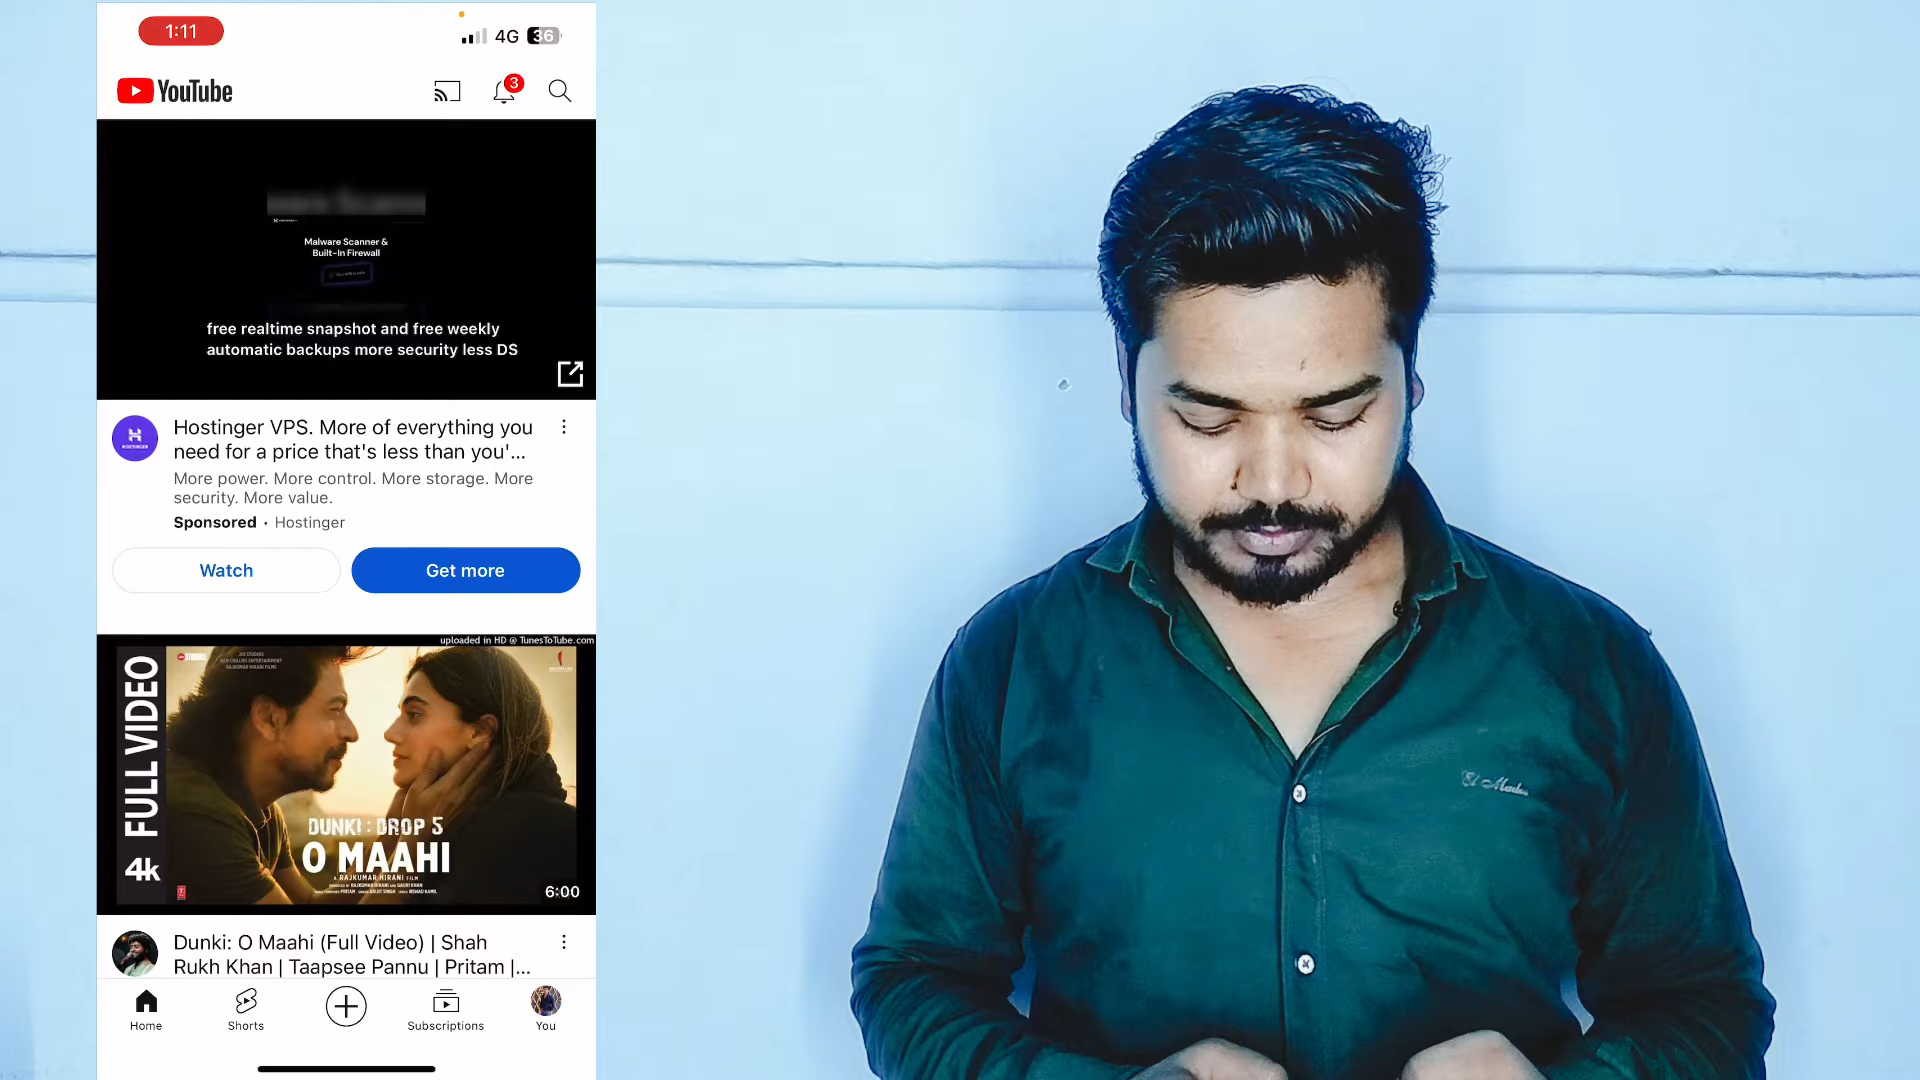 1:11
4G
36
YouTube
3
Malware Scanner &
Built-In Firewall
free realtime snapshot and free weekly
automatic backups more security less DS
Hostinger VPS. More of everything you
need for a price that's less than you'...
More power. More control. More storage. More
security. More value.
Sponsored · Hostinger
Watch
Get more
uploaded in HD @ TunesToTube.com
FULL VIDEO
4k
DUNKI : DROP 5
O MAAHI
A RAJKUMAR HIRANI FILM
6:00
Dunki: O Maahi (Full Video) | Shah
Rukh Khan | Taapsee Pannu | Pritam |...
Home
Shorts
Subscriptions
You